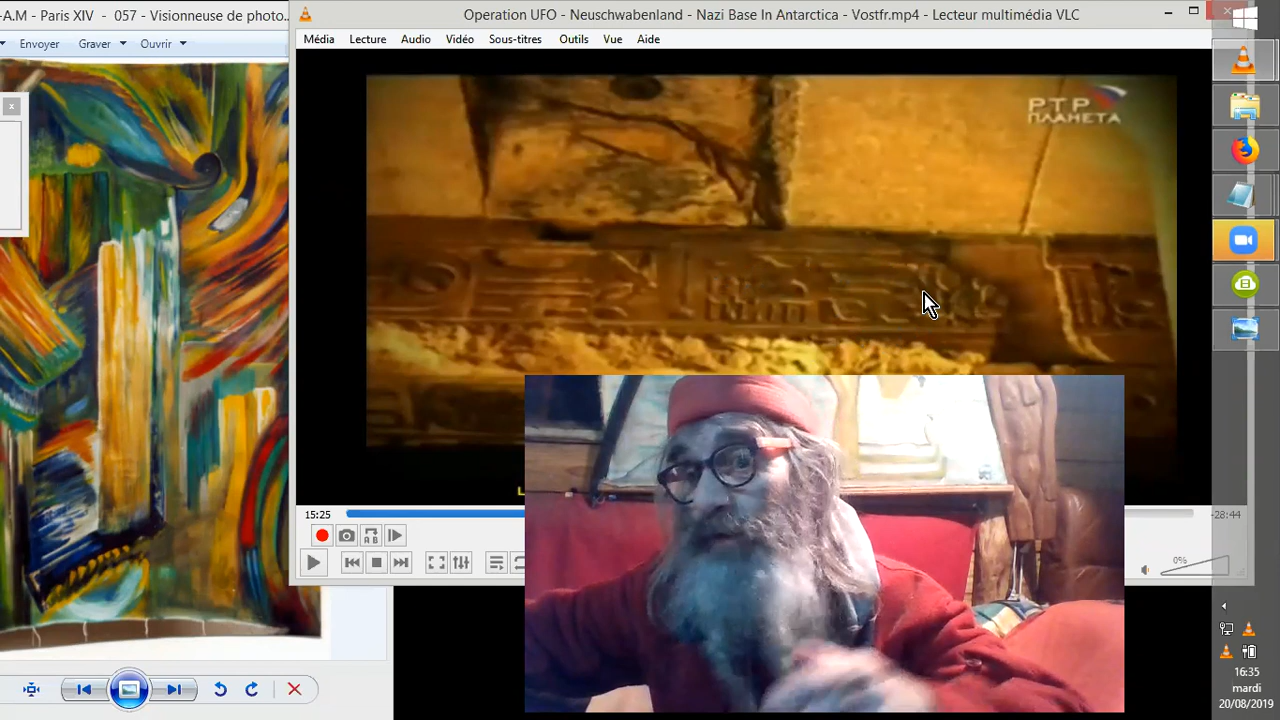 .A.M - Paris XIV - 057 - Visionneuse de photo...
Envoyer Graver Ouvrir
x
Operation UFO - Neuschwabenland - Nazi Base In Antarctica - Vostfr.mp4 - Lecteur multimédia VLC
Média Lecture Audio Vidéo Sous-titres Outils Vue Aide
РТР
ПЛАНЕТА
15:25
-28:44
A B
0%
16:35
mardi
20/08/2019